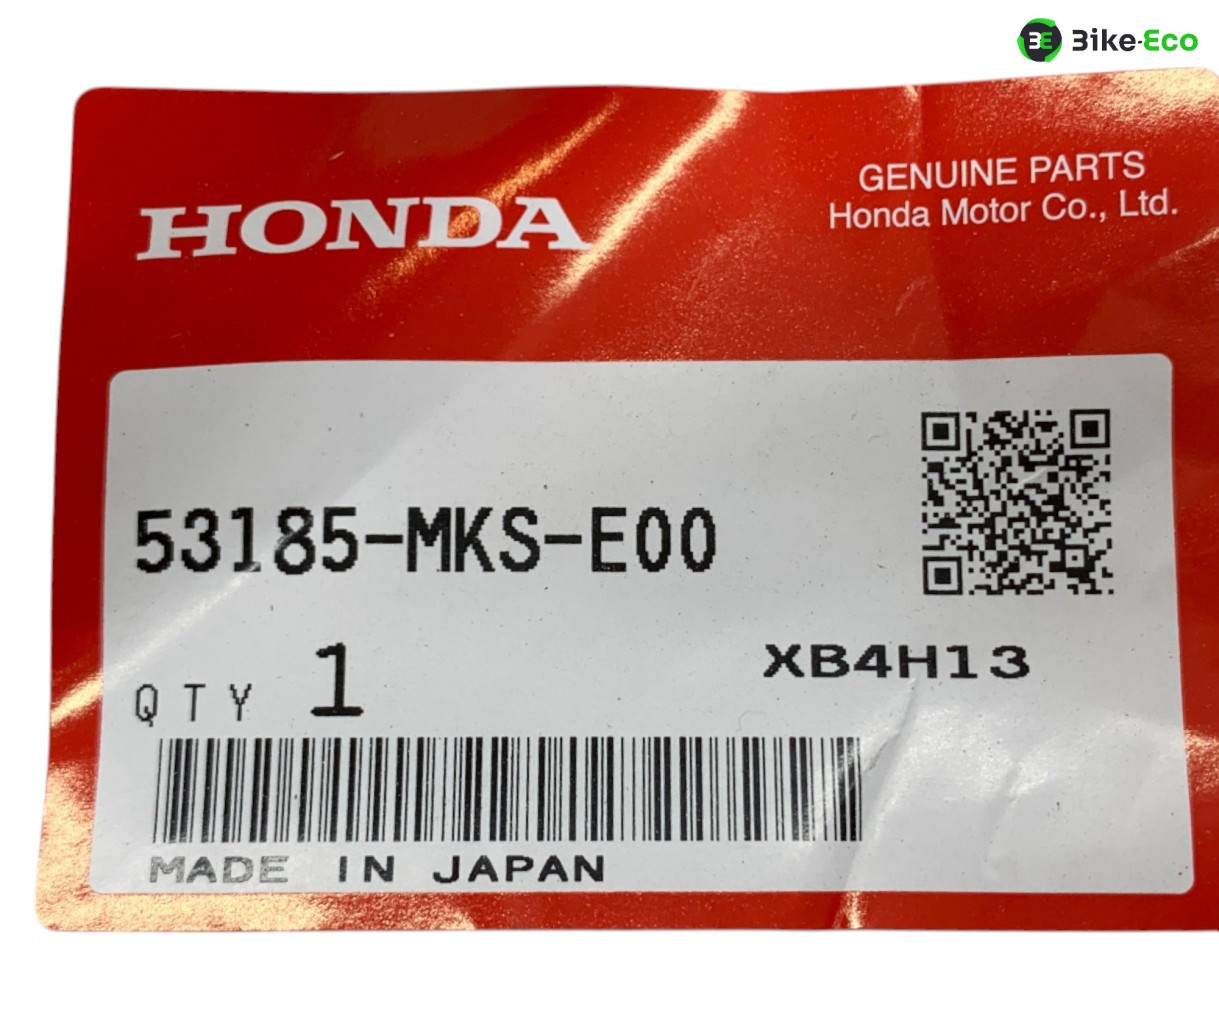 Bike-Eco
HONDA
GENUINE PARTS
Honda Motor Co., Ltd.
53185-MKS-E00
XB4H13
QTY 1
MADE IN JAPAN